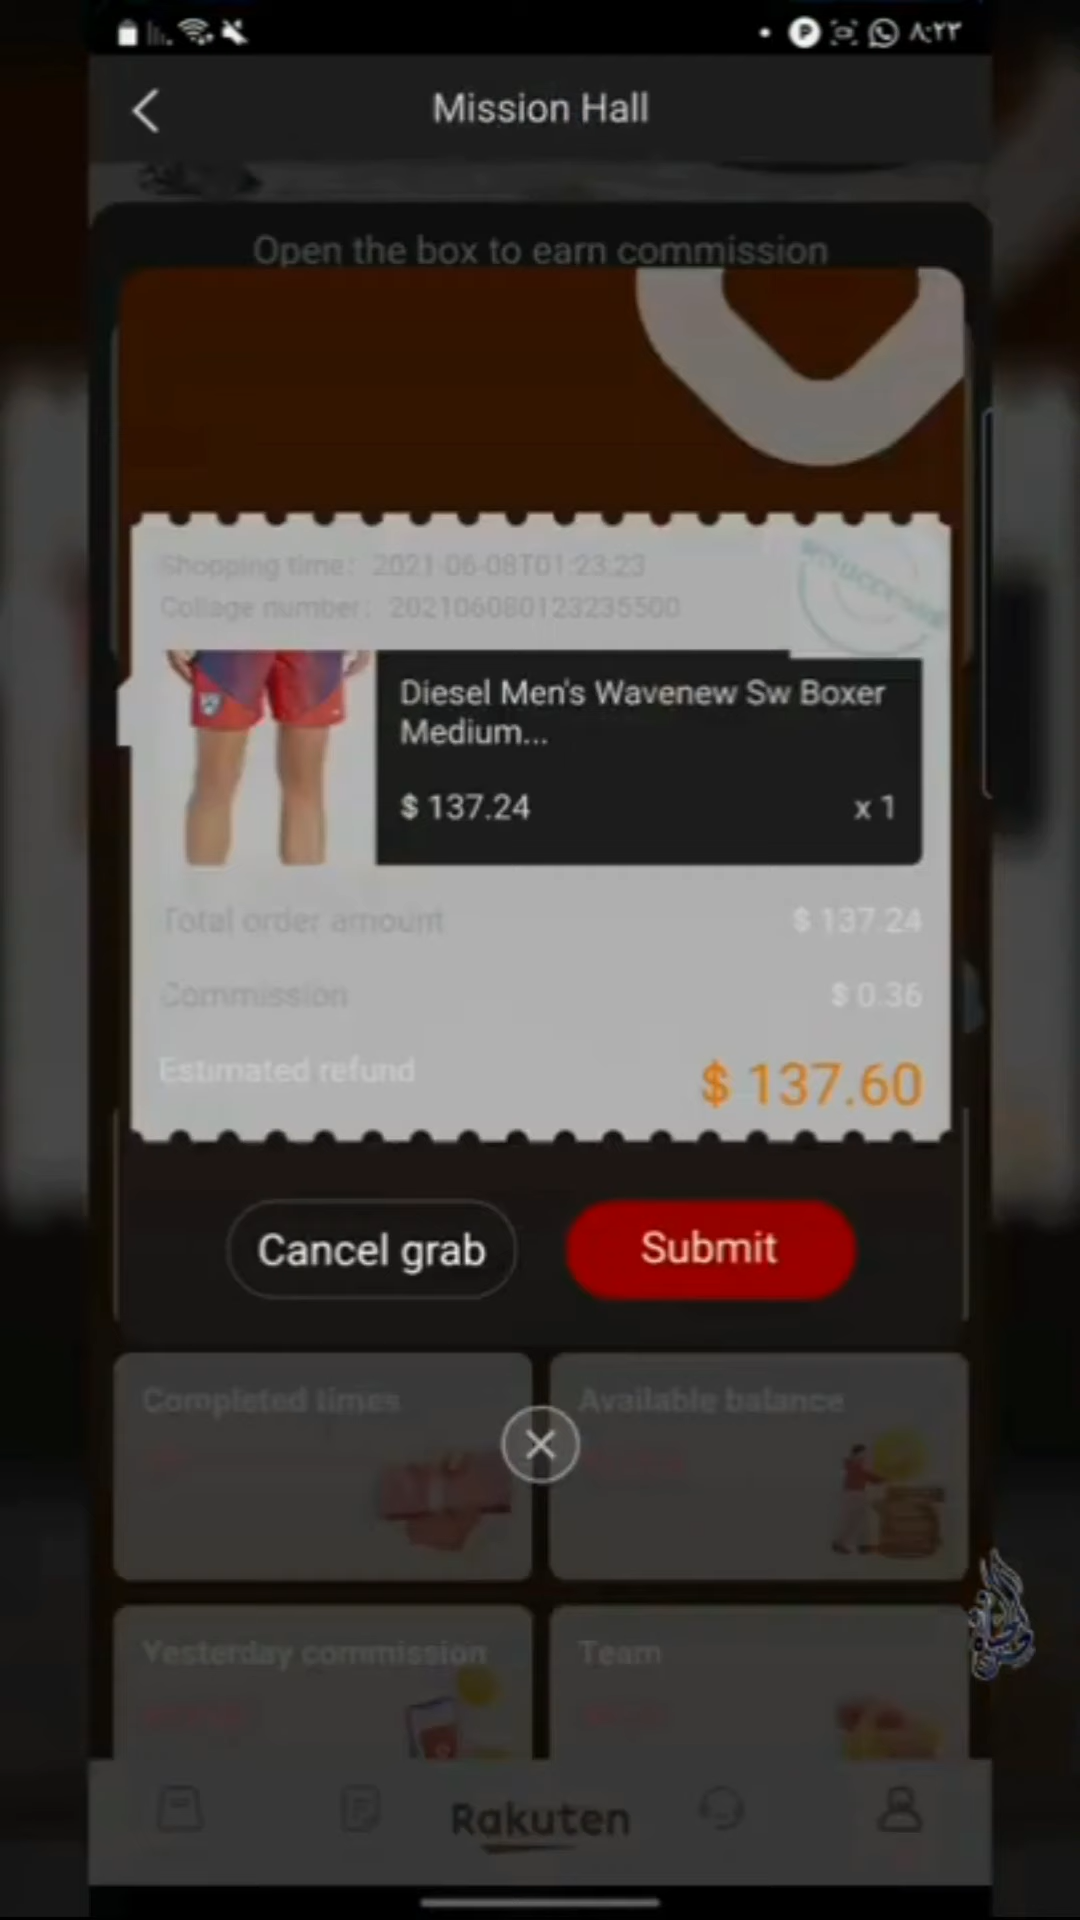 ٨:٢٣
Mission Hall
Open the box to earn commission
Shopping time: 2021-06-08T01:23:23
Collage number: 202106080123235500
Diesel Men's Wavenew Sw Boxer
Medium...
$ 137.24
x 1
Total order amount
$ 137.24
Commission
$ 0.36
Estimated refund
$ 137.60
Cancel grab
Submit
Completed times
Available balance
Yesterday commission
Team
Rakuten